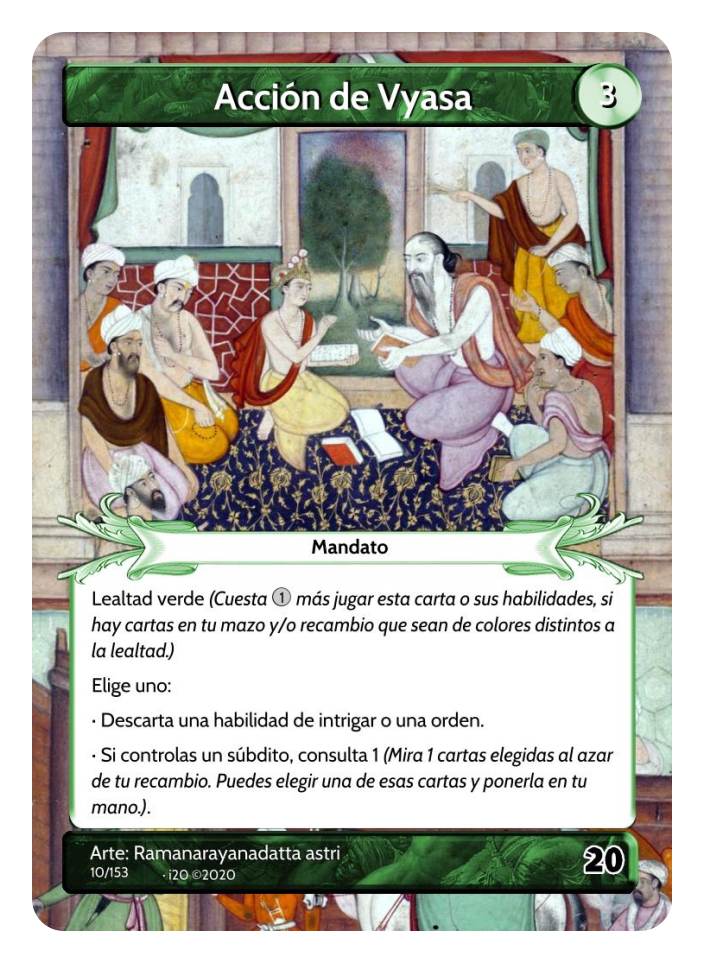 Acción de Vyasa
3
Mandato
Lealtad verde (Cuesta 1 más jugar esta carta o sus habilidades, si
hay cartas en tu mazo y/o recambio que sean de colores distintos a
la lealtad.)
Elige uno:
· Descarta una habilidad de intrigar o una orden.
· Si controlas un súbdito, consulta 1 (Mira 1 cartas elegidas al azar
de tu recambio. Puedes elegir una de esas cartas y ponerla en tu
mano.).
Arte: Ramanarayanadatta astri
10/153 · i20 ©2020
20